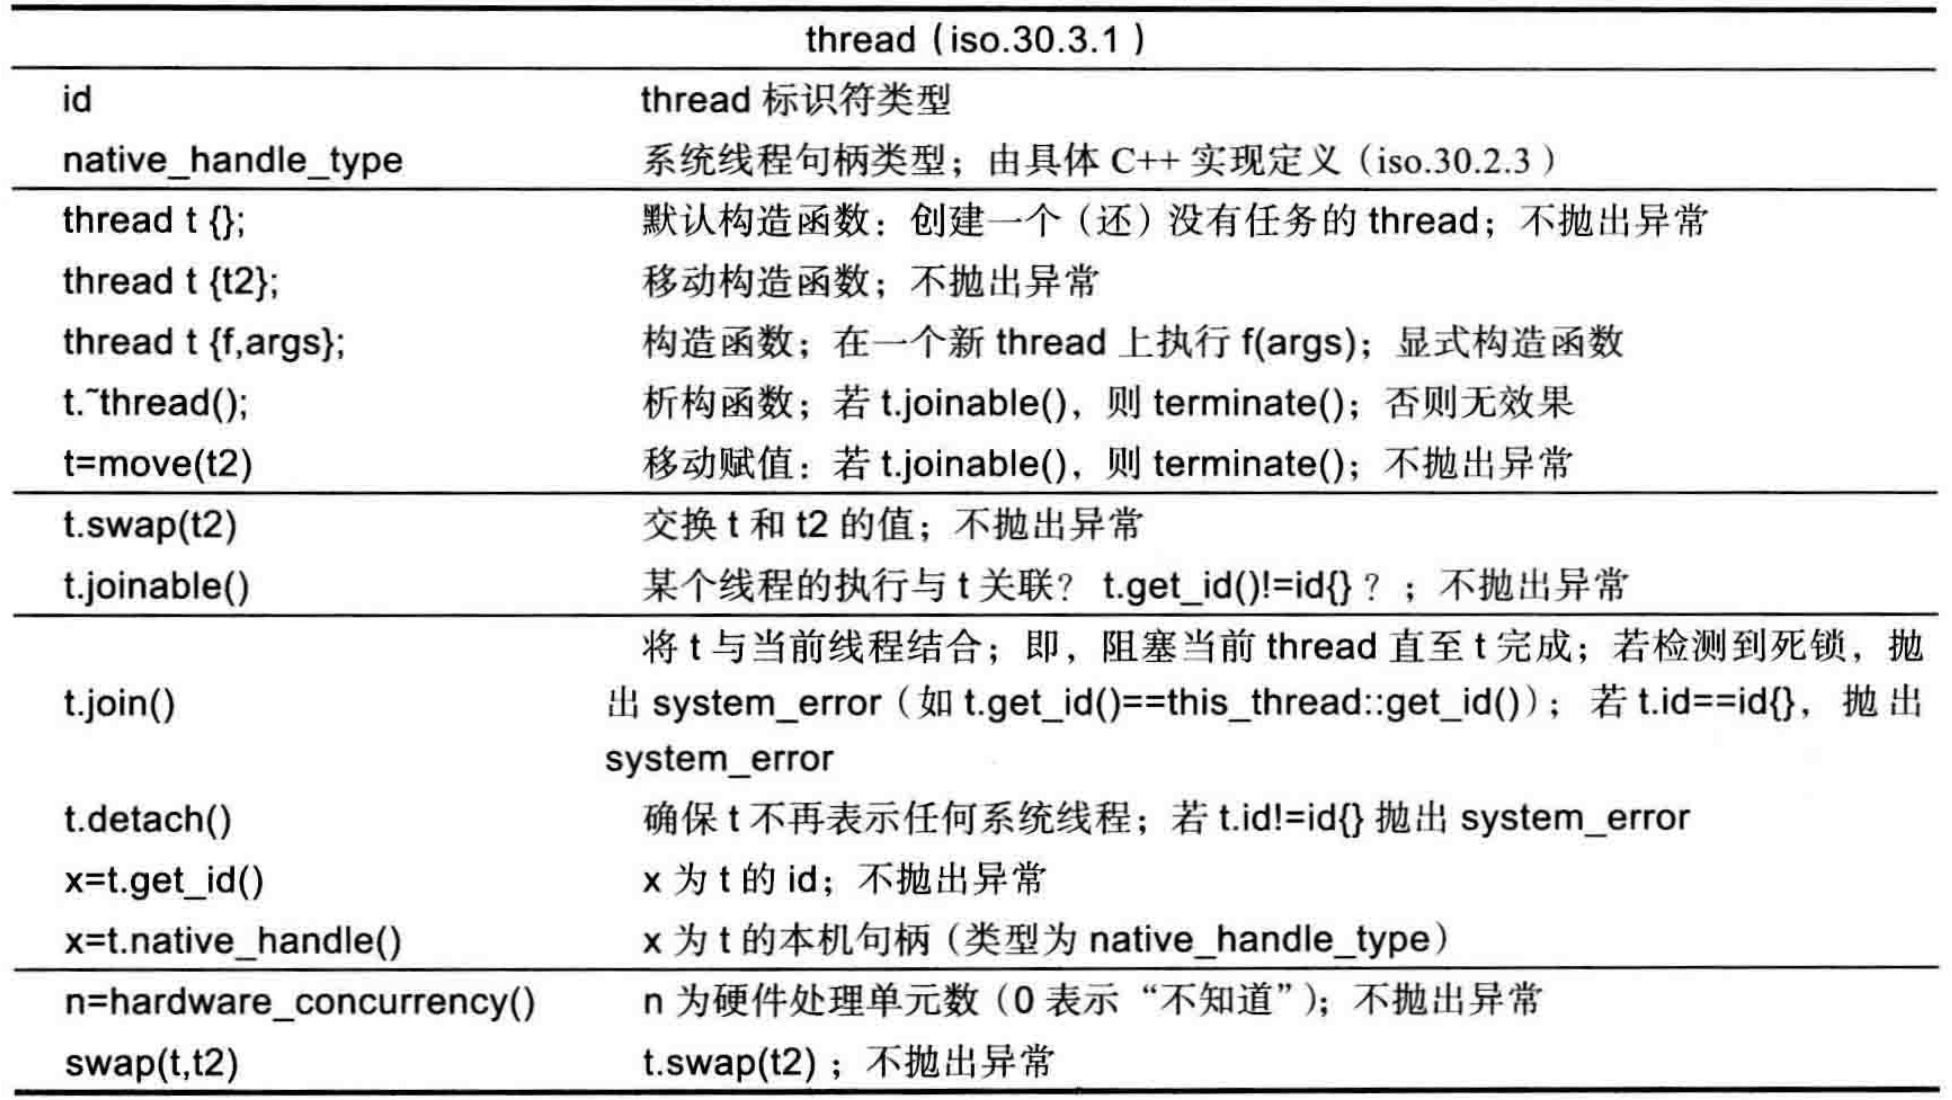 thread（iso.30.3.1）
id thread 标识符类型
native_handle_type 系统线程句柄类型；由具体 C++ 实现定义（iso.30.2.3）
thread t {}; 默认构造函数：创建一个（还）没有任务的 thread；不抛出异常
thread t {t2}; 移动构造函数；不抛出异常
thread t {f,args}; 构造函数；在一个新 thread 上执行 f(args)；显式构造函数
t.~thread(); 析构函数；若 t.joinable()，则 terminate()；否则无效果
t=move(t2) 移动赋值：若 t.joinable()，则 terminate()；不抛出异常
t.swap(t2) 交换 t 和 t2 的值；不抛出异常
t.joinable() 某个线程的执行与 t 关联？ t.get_id()!=id{}？；不抛出异常
t.join() 将 t 与当前线程结合；即，阻塞当前 thread 直至 t 完成；若检测到死锁，抛
出 system_error（如 t.get_id()==this_thread::get_id()）；若 t.id==id{}，抛出
system_error
t.detach() 确保 t 不再表示任何系统线程；若 t.id!=id{} 抛出 system_error
x=t.get_id() x 为 t 的 id；不抛出异常
x=t.native_handle() x 为 t 的本机句柄（类型为 native_handle_type）
n=hardware_concurrency() n 为硬件处理单元数（0 表示“不知道”）；不抛出异常
swap(t,t2) t.swap(t2)；不抛出异常